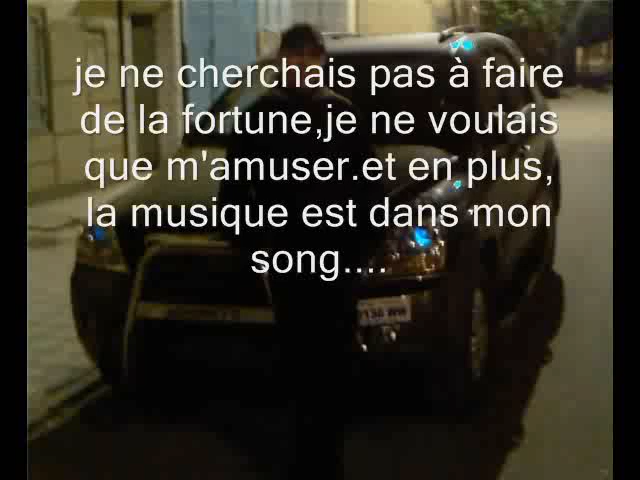 je ne cherchais pas à faire
de la fortune,je ne voulais
que m'amuser.et en plus,
la musique est dans mon
song....